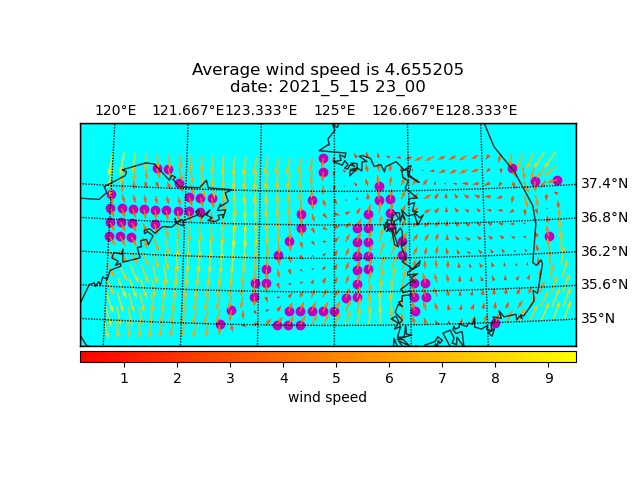 Average wind speed is 4.655205
date: 2021_5_15 23_00
120°E 121.667°E 123.333°E 125°E 126.667°E 128.333°E
37.4°N
36.8°N
36.2°N
35.6°N
35°N
1 2 3 4 5 6 7 8 9
wind speed